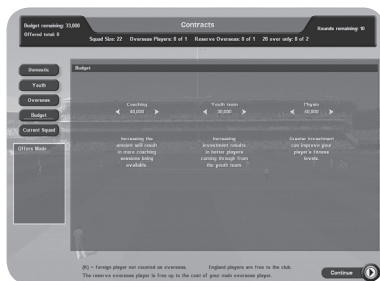 Budget remaining: 33,000
Offered total: 0
Contracts
Rounds remaining: 10
Squad Size: 22 Overseas Players: 0 of 1 Reserve Overseas: 0 of 1 20 over only: 0 of 2
Domestic
Youth
Overseas
Budget
Current Squad
Offers Made
Budget
Coaching
40,000
Increasing the
amount will result
in more coaching
sessions being
available.
Youth team
30,000
Increasing
investment results
in better players
coming through from
the youth team
Physio
40,000
Greater investment
can improve your
player's fitness
levels.
(K) = foreign player not counted as overseas. England players are free to the club.
The reserve overseas player is free up to the cost of your main overseas player.
Continue